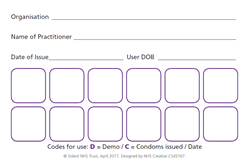 Organisation
Name of Practitioner
Date of Issue User DOB
Codes for use: D = Demo / C = Condoms issued / Date
© Solent NHS Trust, April 2017. Designed by NHS Creative CS45167